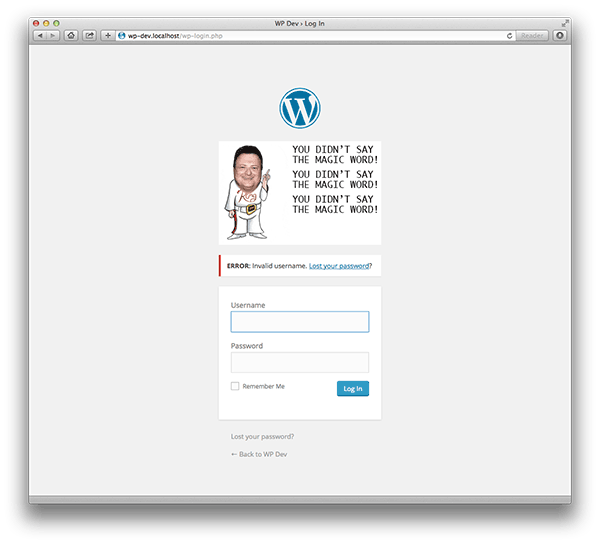 WP Dev › Log In
wp-dev.localhost/wp-login.php
Reader
YOU DIDN'T SAY
THE MAGIC WORD!
YOU DIDN'T SAY
THE MAGIC WORD!
YOU DIDN'T SAY
THE MAGIC WORD!
ERROR: Invalid username. Lost your password?
Username
Password
Remember Me
Log In
Lost your password?
← Back to WP Dev